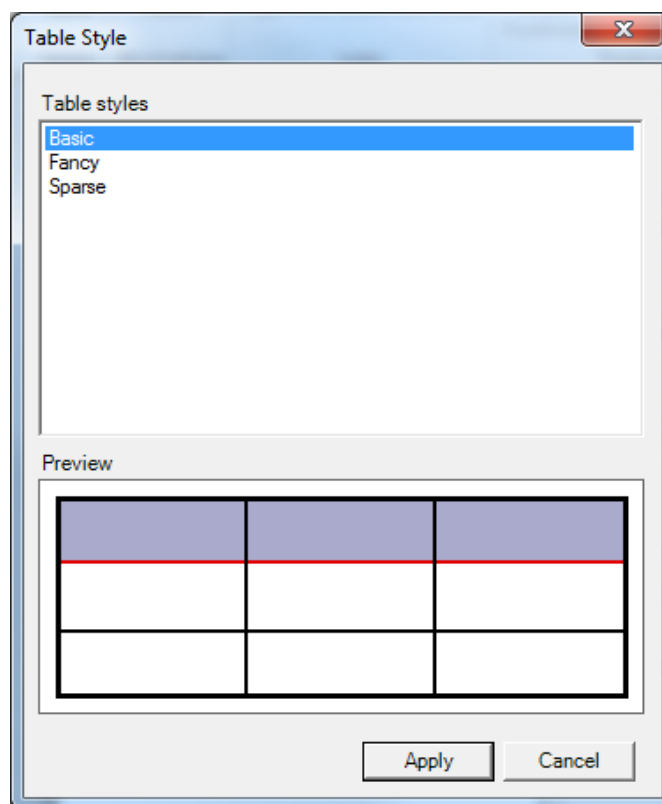 Table Style
Table styles
Basic
Fancy
Sparse
Preview
Apply
Cancel